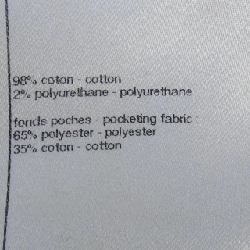 98% coton - cotton
2% polyurethane - polyurethane
fonds poches - pocketing fabric :
65% polyester - polyester
35% coton - cotton